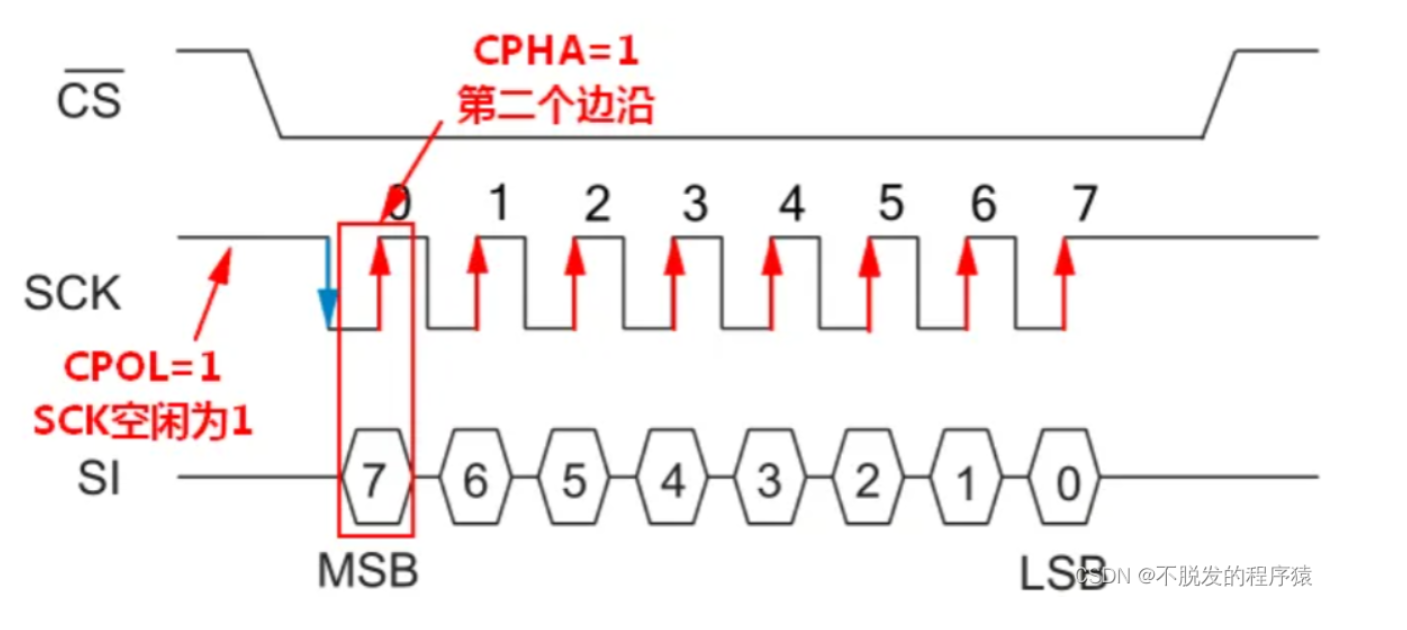 CPHA=1
第二个边沿
CS
0 1 2 3 4 5 6 7
SCK
CPOL=1
SCK空闲为1
SI
7 6 5 4 3 2 1 0
MSB
LSB
CSDN @不脱发的程序猿